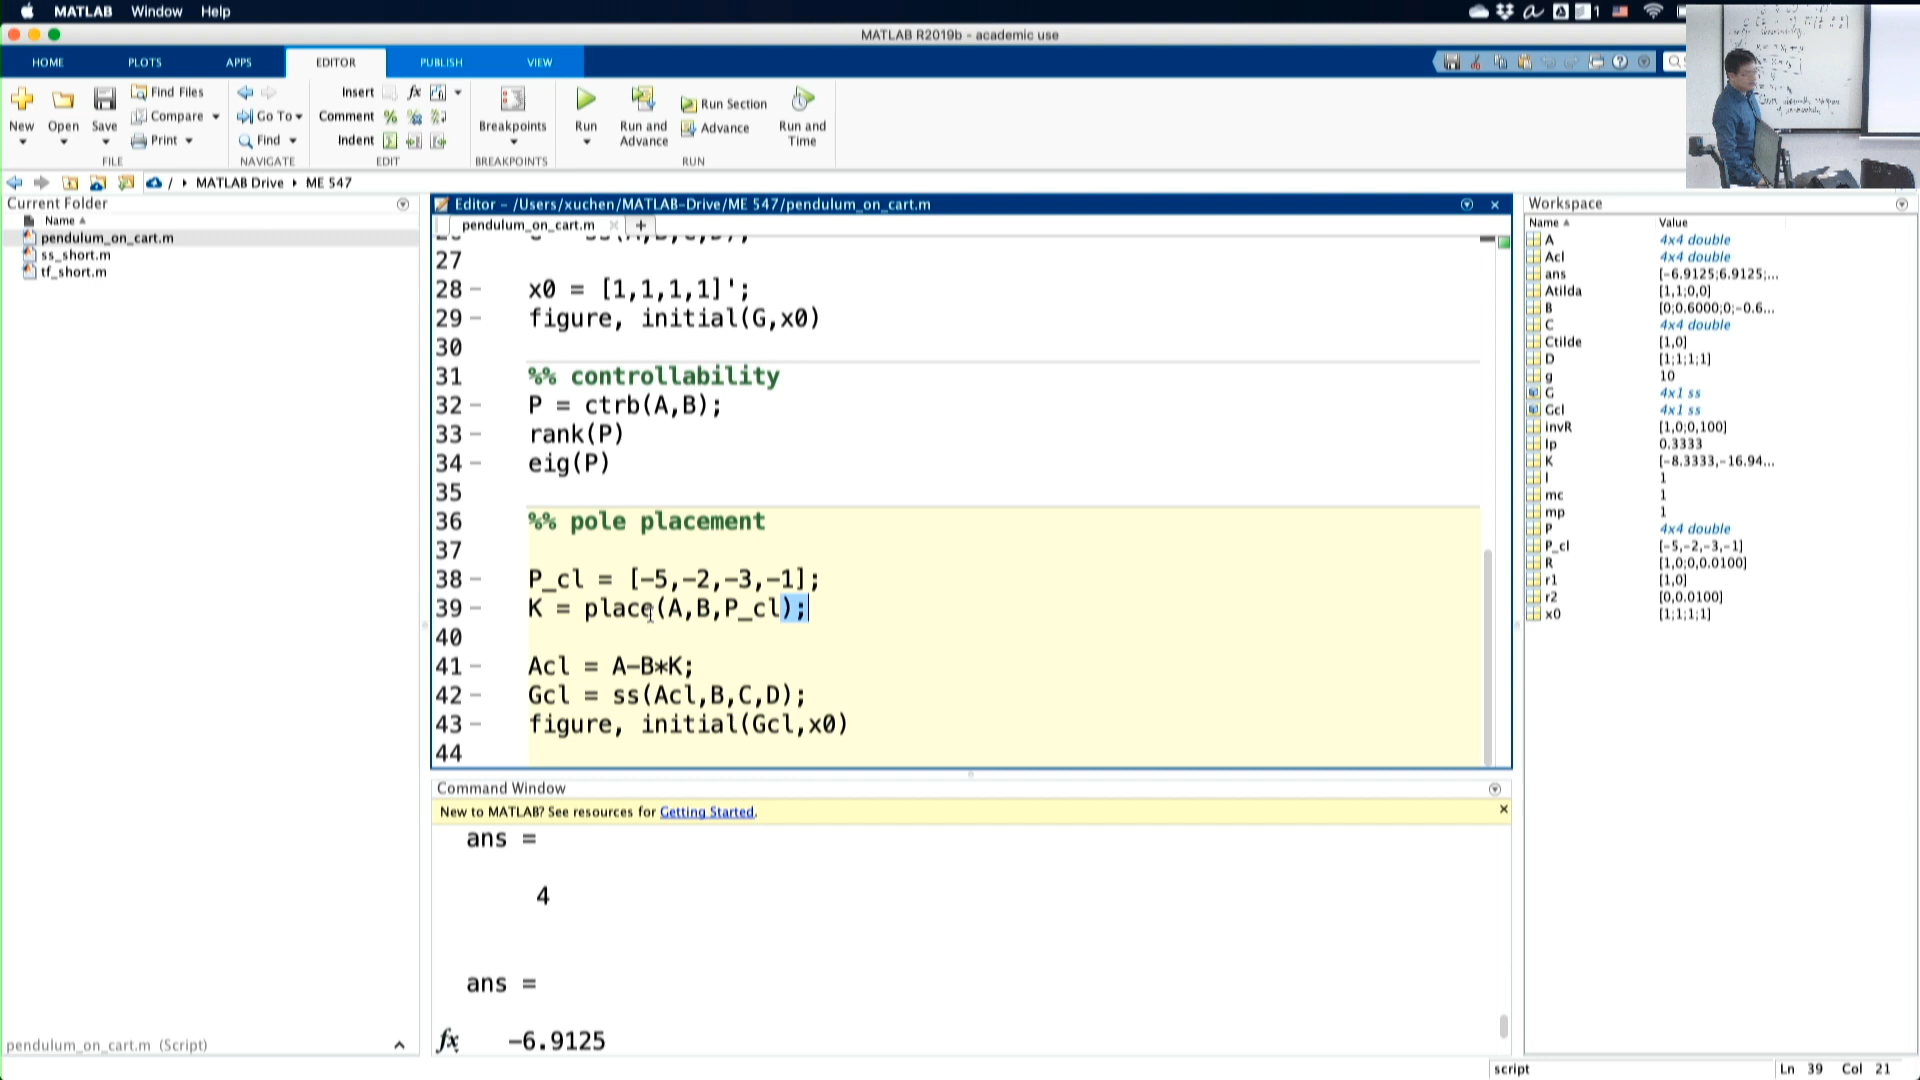 MATLAB Window Help
1
MATLAB R2019b - academic use
HOME PLOTS APPS EDITOR PUBLISH VIEW
New Open Save Find Files Compare Print
FILE
Go To Find
NAVIGATE
Insert fx
Comment %
Indent
EDIT
Breakpoints
BREAKPOINTS
Run Run and Advance Run Section Advance Run and Time
RUN
/ MATLAB Drive ME 547
Current Folder
Name
pendulum_on_cart.m
ss_short.m
tf_short.m
pendulum_on_cart.m (Script)
Editor - /Users/xuchen/MATLAB-Drive/ME 547/pendulum_on_cart.m
pendulum_on_cart.m +
27
28 - x0 = [1,1,1,1]';
29 - figure, initial(G,x0)
30
31 %% controllability
32 - P = ctrb(A,B);
33 - rank(P)
34 - eig(P)
35
36 %% pole placement
37
38 - P_cl = [-5,-2,-3,-1];
39 - K = place(A,B,P_cl);
40
41 - Acl = A-B*K;
42 - Gcl = ss(Acl,B,C,D);
43 - figure, initial(Gcl,x0)
44
Command Window
New to MATLAB? See resources for Getting Started.
ans =
4
ans =
fx -6.9125
Workspace
Name Value
A 4x4 double
Acl 4x4 double
ans [-6.9125;6.9125;...
Atilda [1,1;0,0]
B [0;0.6000;0;-0.6...
C 4x4 double
Ctilde [1,0]
D [1;1;1;1]
g 10
G 4x1 ss
Gcl 4x1 ss
invR [1,0;0,100]
Ip 0.3333
K [-8.3333,-16.94...
l 1
mc 1
mp 1
P 4x4 double
P_cl [-5,-2,-3,-1]
R [1,0;0,0.0100]
r1 [1,0]
r2 [0,0.0100]
x0 [1;1;1;1]
script Ln 39 Col 21